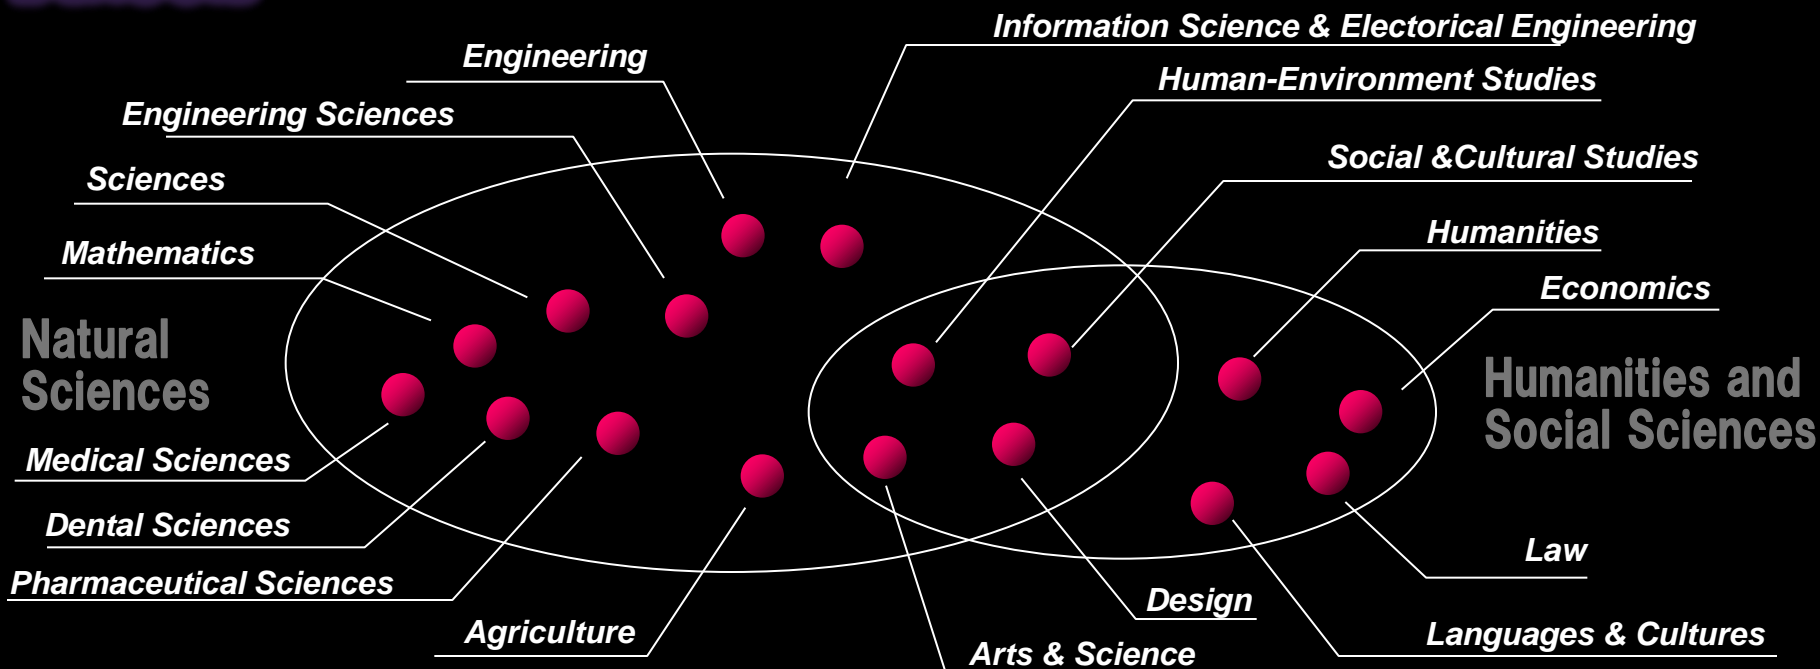 Information Science & Electorical Engineering
Engineering
Human-Environment Studies
Engineering Sciences
Social &Cultural Studies
Sciences
Humanities
Mathematics
Economics
Natural
Sciences
Humanities and
Social Sciences
Medical Sciences
Dental Sciences
Law
Pharmaceutical Sciences
Design
Agriculture
Languages & Cultures
Arts & Science